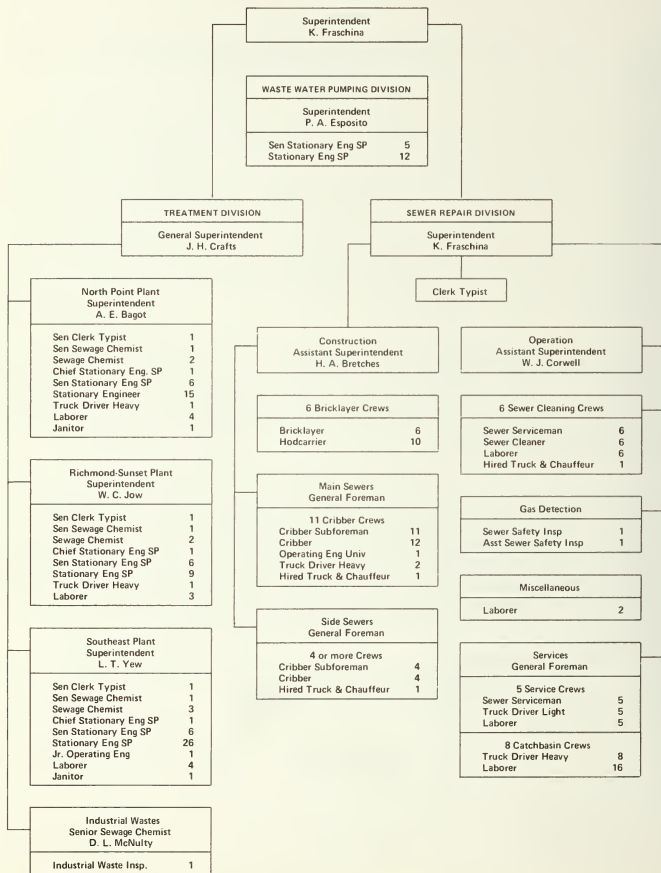 Superintendent
K. Fraschina
WASTE WATER PUMPING DIVISION
Superintendent
P. A. Esposito
Sen Stationary Eng SP 5
Stationary Eng SP 12
TREATMENT DIVISION
General Superintendent
J. H. Crafts
SEWER REPAIR DIVISION
Superintendent
K. Fraschina
Clerk Typist
North Point Plant
Superintendent
A. E. Bagot
Sen Clerk Typist 1
Sen Sewage Chemist 1
Sewage Chemist 2
Chief Stationary Eng. SP 1
Sen Stationary Eng SP 6
Stationary Engineer 15
Truck Driver Heavy 1
Laborer 4
Janitor 1
Richmond-Sunset Plant
Superintendent
W. C. Jow
Sen Clerk Typist 1
Sen Sewage Chemist 1
Sewage Chemist 2
Chief Stationary Eng SP 1
Sen Stationary Eng SP 6
Stationary Eng SP 9
Truck Driver Heavy 1
Laborer 3
Southeast Plant
Superintendent
L. T. Yew
Sen Clerk Typist 1
Sen Sewage Chemist 1
Sewage Chemist 3
Chief Stationary Eng SP 1
Sen Stationary Eng SP 6
Stationary Eng SP 26
Jr. Operating Eng 1
Laborer 4
Janitor 1
Industrial Wastes
Senior Sewage Chemist
D. L. McNulty
Industrial Waste Insp. 1
Construction
Assistant Superintendent
H. A. Bretches
6 Bricklayer Crews
Bricklayer 6
Hodcarrier 10
Main Sewers
General Foreman
11 Cribber Crews
Cribber Subforeman 11
Cribber 12
Operating Eng Univ 1
Truck Driver Heavy 2
Hired Truck & Chauffeur 1
Side Sewers
General Foreman
4 or more Crews
Cribber Subforeman 4
Cribber 4
Hired Truck & Chauffeur 1
Operation
Assistant Superintendent
W. J. Corwell
6 Sewer Cleaning Crews
Sewer Serviceman 6
Sewer Cleaner 6
Laborer 6
Hired Truck & Chauffeur 1
Gas Detection
Sewer Safety Insp 1
Asst Sewer Safety Insp 1
Miscellaneous
Laborer 2
Services
General Foreman
5 Service Crews
Sewer Serviceman 5
Truck Driver Light 5
Laborer 5
8 Catchbasin Crews
Truck Driver Heavy 8
Laborer 16